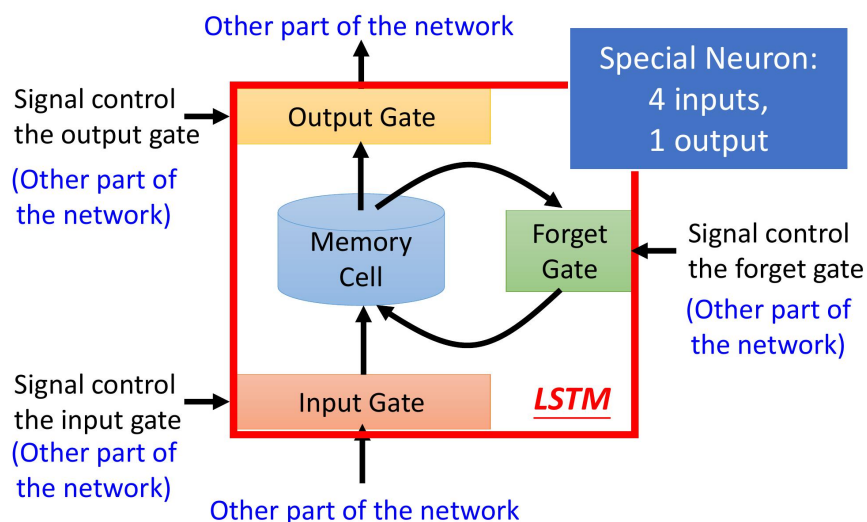 Other part of the network
Special Neuron:
4 inputs,
1 output
Signal control
the output gate
(Other part of
the network)
Output Gate
Memory
Cell
Forget
Gate
Signal control
the forget gate
(Other part of
the network)
Signal control
the input gate
(Other part of
the network)
Input Gate
LSTM
Other part of the network